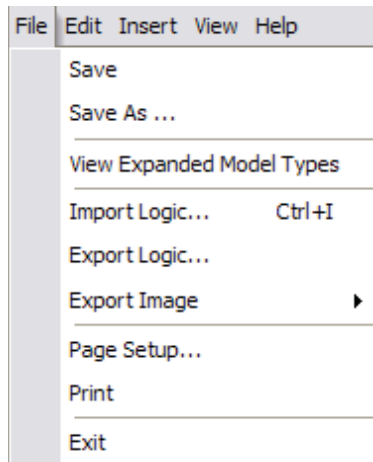 File Edit Insert View Help
Save
Save As ...
View Expanded Model Types
Import Logic... Ctrl+I
Export Logic...
Export Image
Page Setup...
Print
Exit